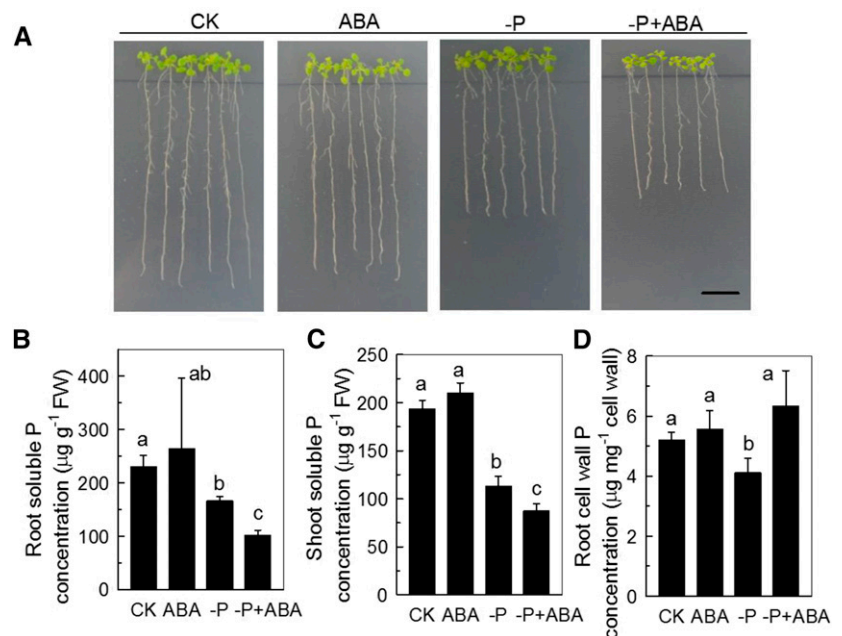 A
CK ABA -P -P+ABA
B
Root soluble P
concentration (µg g⁻¹ FW)
400
300
200
100
0
a
ab
b
c
CK ABA -P -P+ABA
C
Shoot soluble P
concentration (µg g⁻¹ FW)
250
200
150
100
50
0
a
a
b
c
CK ABA -P -P+ABA
D
Root cell wall P
concentration (µg mg⁻¹ cell wall)
8
6
4
2
0
a
a
b
a
CK ABA -P -P+ABA